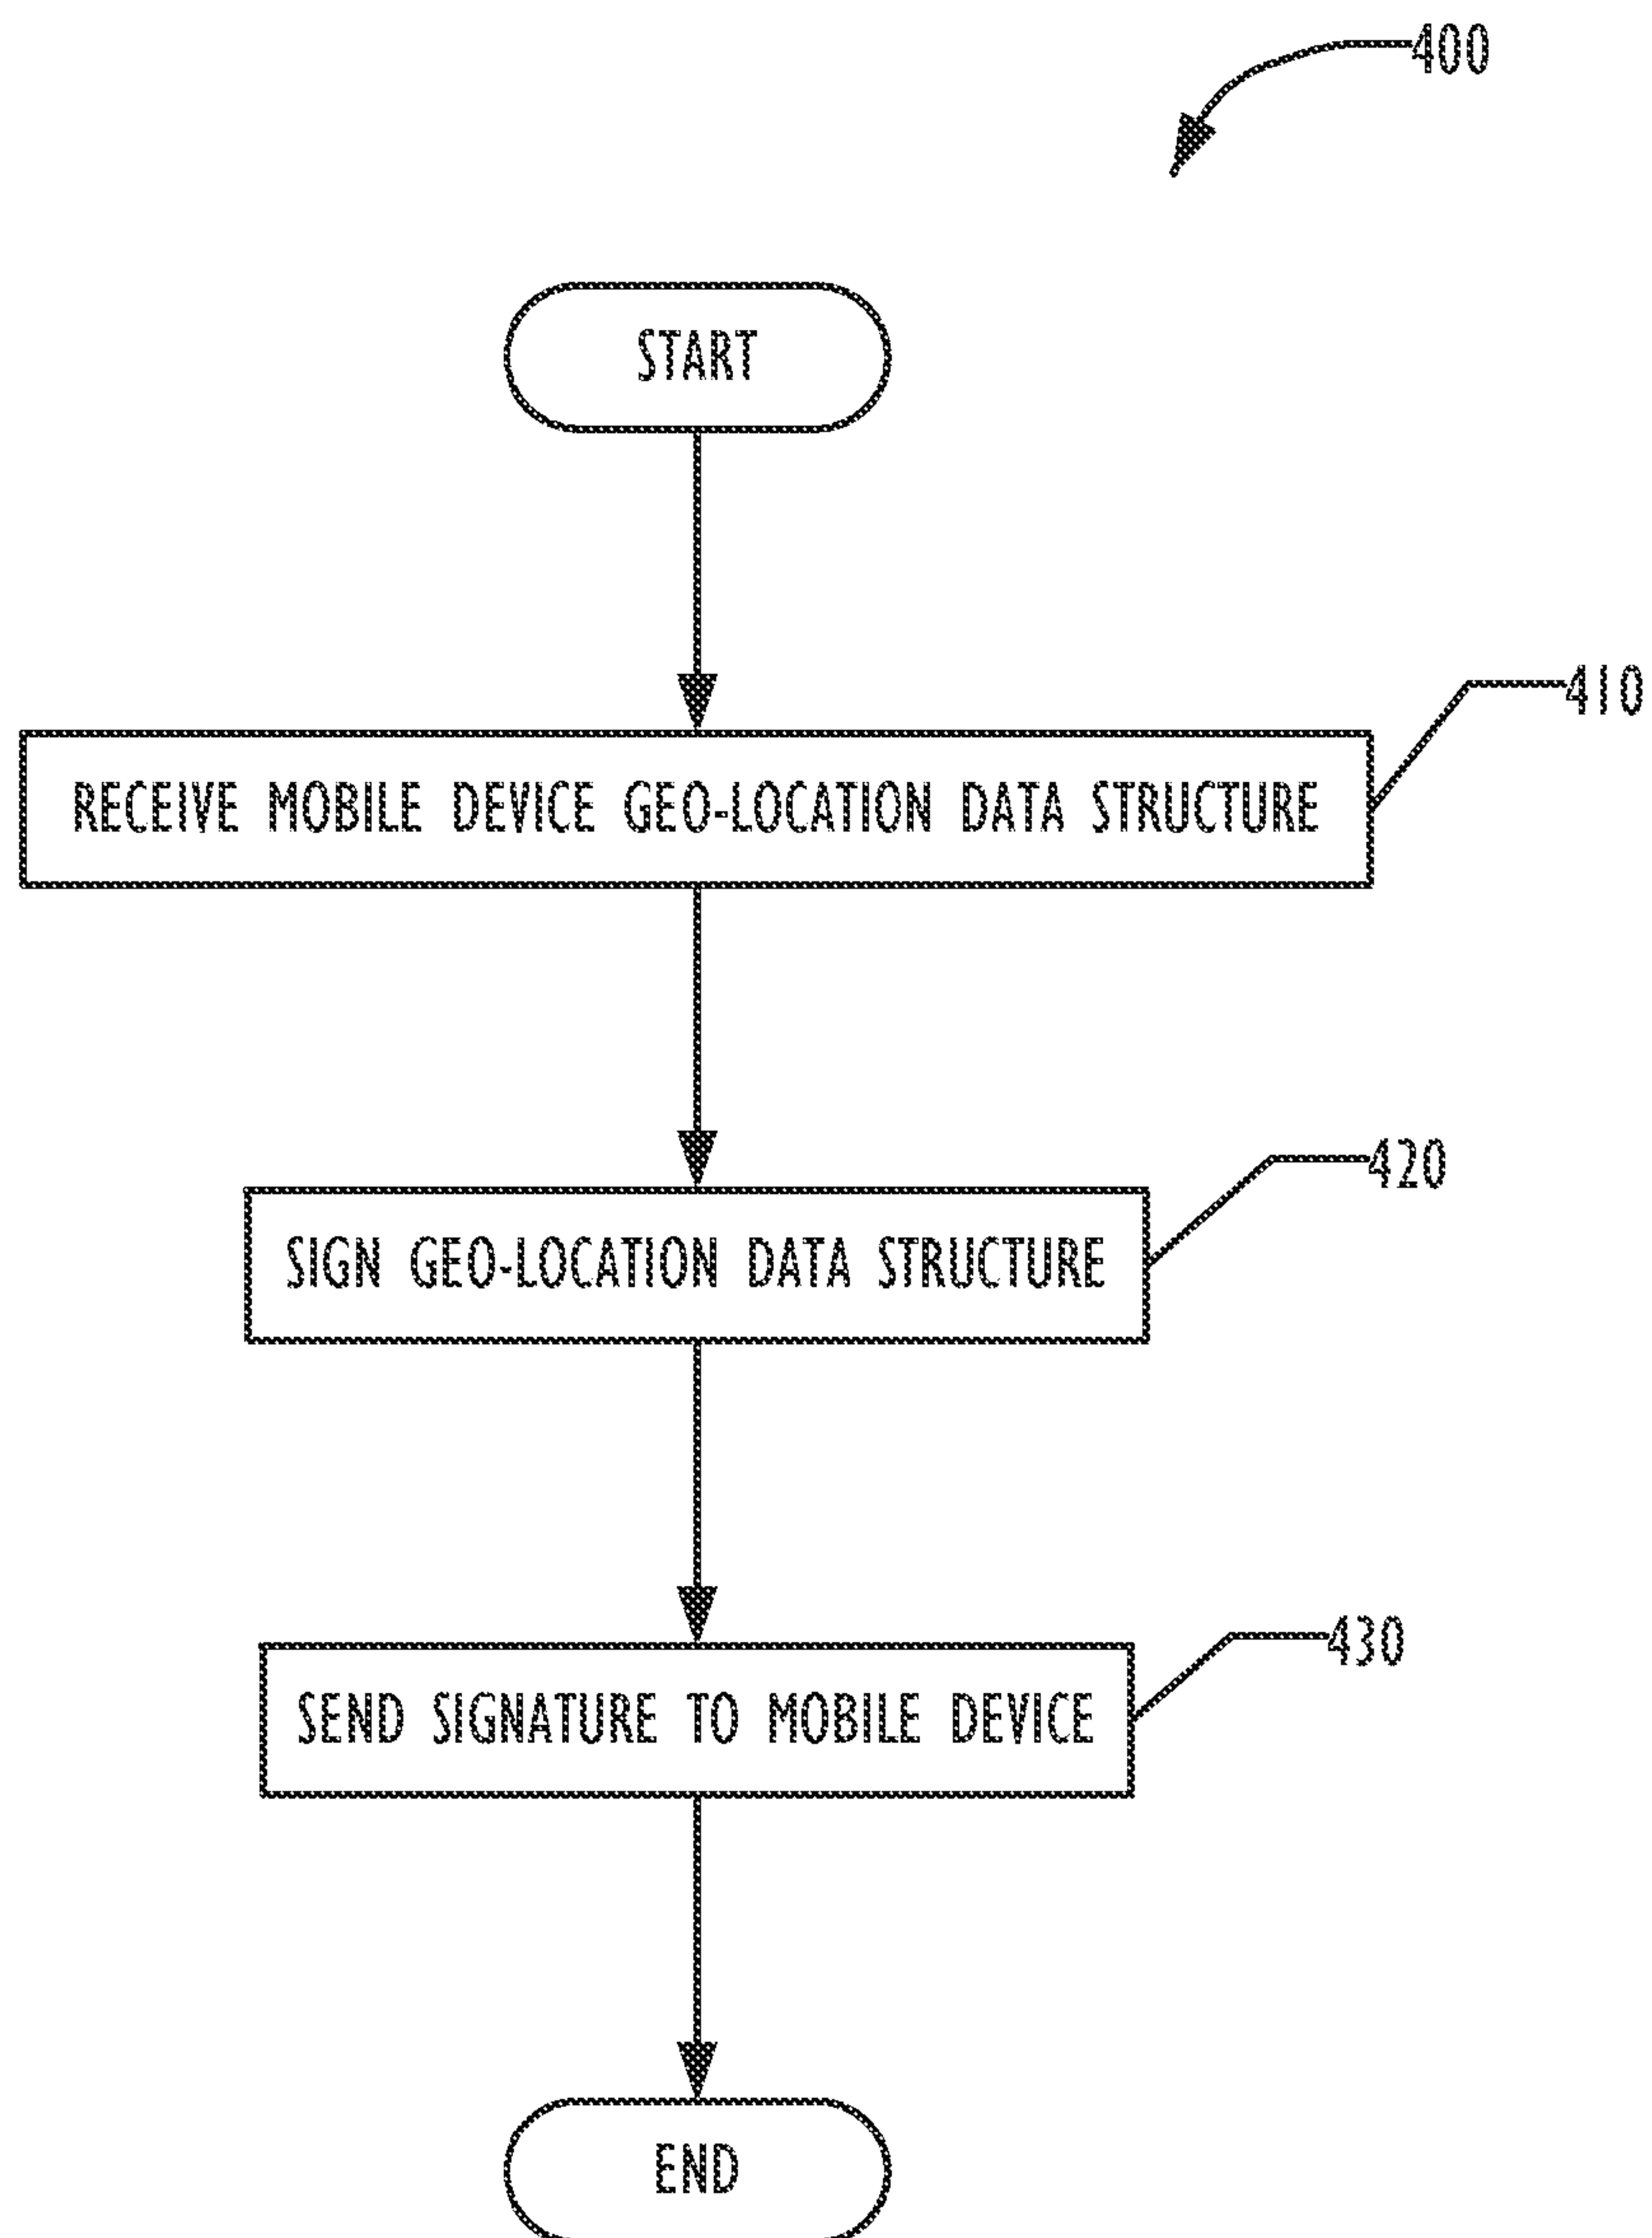 400
START
410
RECEIVE MOBILE DEVICE GEO-LOCATION DATA STRUCTURE
420
SIGN GEO-LOCATION DATA STRUCTURE
430
SEND SIGNATURE TO MOBILE DEVICE
END